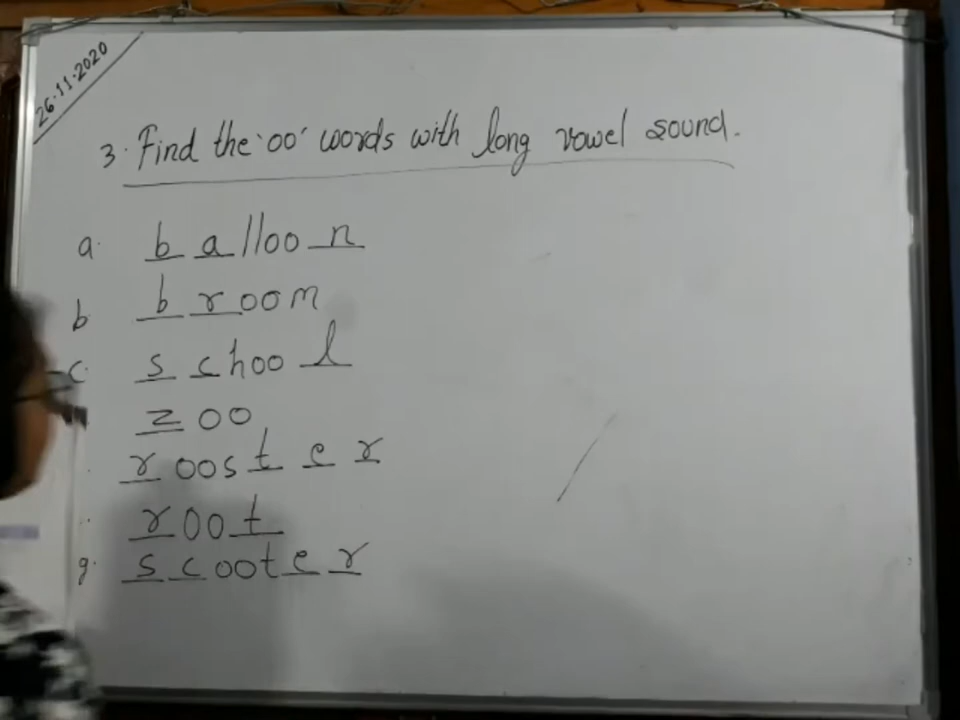 26.11.2020
3. Find the 'oo' words with long vowel sound.
a. balloon
b. broom
c. school
zoo
rooster
root
g. scooter